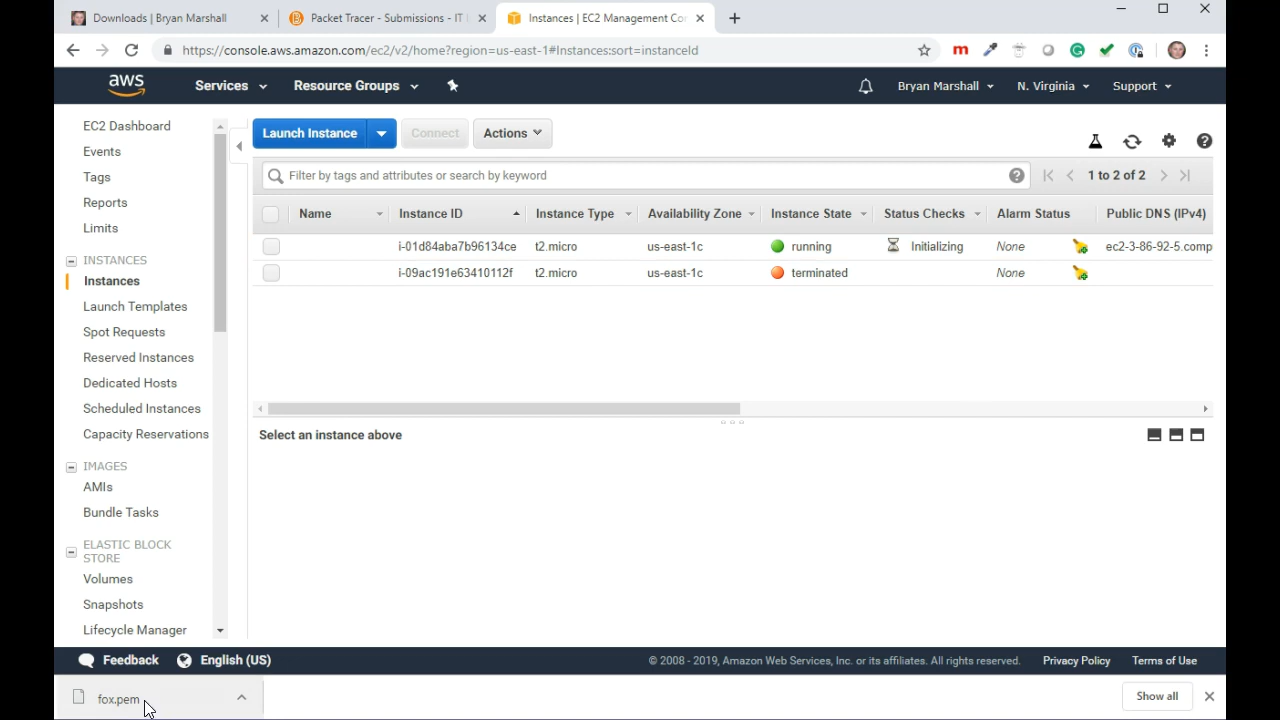 Downloads | Bryan Marshall
Packet Tracer - Submissions - IT
Instances | EC2 Management Co
https://console.aws.amazon.com/ec2/v2/home?region=us-east-1#Instances:sort=instanceId
aws
Services
Resource Groups
Bryan Marshall
N. Virginia
Support
EC2 Dashboard
Events
Tags
Reports
Limits
INSTANCES
Instances
Launch Templates
Spot Requests
Reserved Instances
Dedicated Hosts
Scheduled Instances
Capacity Reservations
IMAGES
AMIs
Bundle Tasks
ELASTIC BLOCK
STORE
Volumes
Snapshots
Lifecycle Manager
Launch Instance
Connect
Actions
Filter by tags and attributes or search by keyword
1 to 2 of 2
Name Instance ID Instance Type Availability Zone Instance State Status Checks Alarm Status Public DNS (IPv4)
i-01d84aba7b96134ce t2.micro us-east-1c running Initializing None ec2-3-86-92-5.comp
i-09ac191e63410112f t2.micro us-east-1c terminated None
Select an instance above
Feedback
English (US)
© 2008 - 2019, Amazon Web Services, Inc. or its affiliates. All rights reserved.
Privacy Policy
Terms of Use
fox.pem
Show all